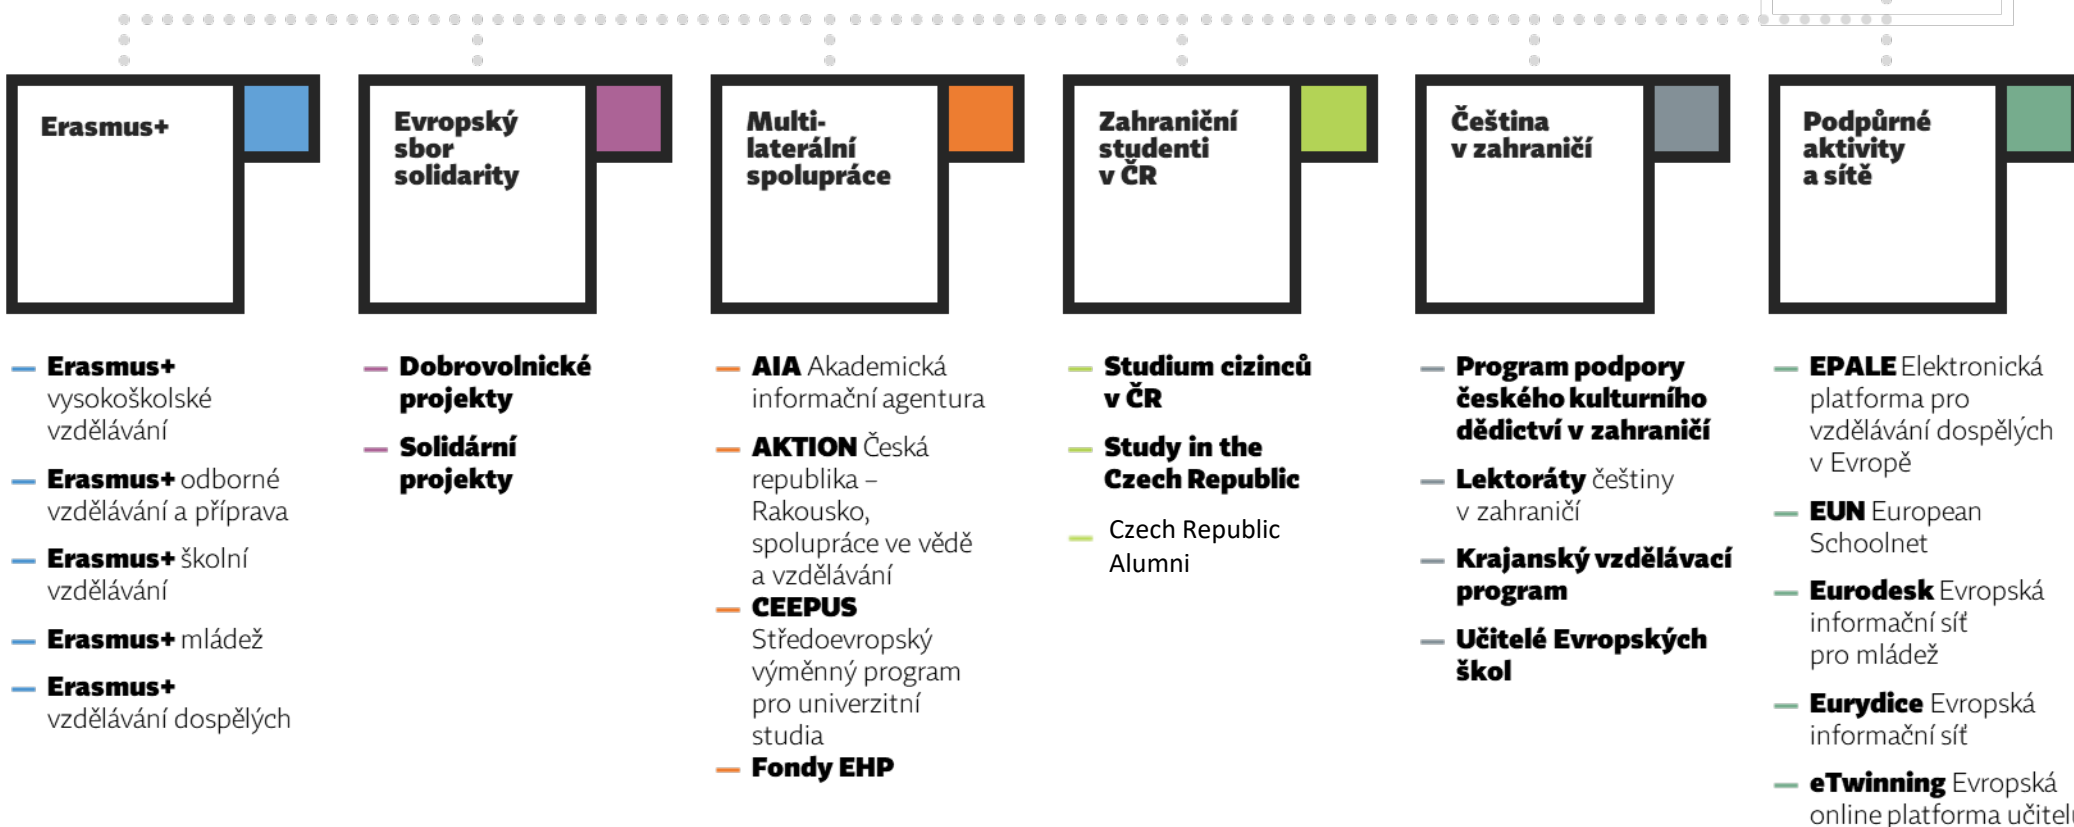 Erasmus+
Evropský
sbor
solidarity
Multi-
laterální
spolupráce
Zahraniční
studenti
v ČR
Čeština
v zahraničí
Podpůrné
aktivity
a sítě
— Erasmus+
vysokoškolské
vzdělávání
— Erasmus+ odborné
vzdělávání a příprava
— Erasmus+ školní
vzdělávání
— Erasmus+ mládež
— Erasmus+
vzdělávání dospělých
— Dobrovolnické
projekty
— Solidární
projekty
— AIA Akademická
informační agentura
— AKTION Česká
republika –
Rakousko,
spolupráce ve vědě
a vzdělávání
— CEEPUS
Středoevropský
výměnný program
pro univerzitní
studia
— Fondy EHP
— Studium cizinců
v ČR
— Study in the
Czech Republic
— Czech Republic
Alumni
— Program podpory
českého kulturního
dědictví v zahraničí
— Lektoráty češtiny
v zahraničí
— Krajanský vzdělávací
program
— Učitelé Evropských
škol
— EPALE Elektronická
platforma pro
vzdělávání dospělých
v Evropě
— EUN European
Schoolnet
— Eurodesk Evropská
informační síť
pro mládež
— Eurydice Evropská
informační síť
— eTwinning Evropská
online platforma